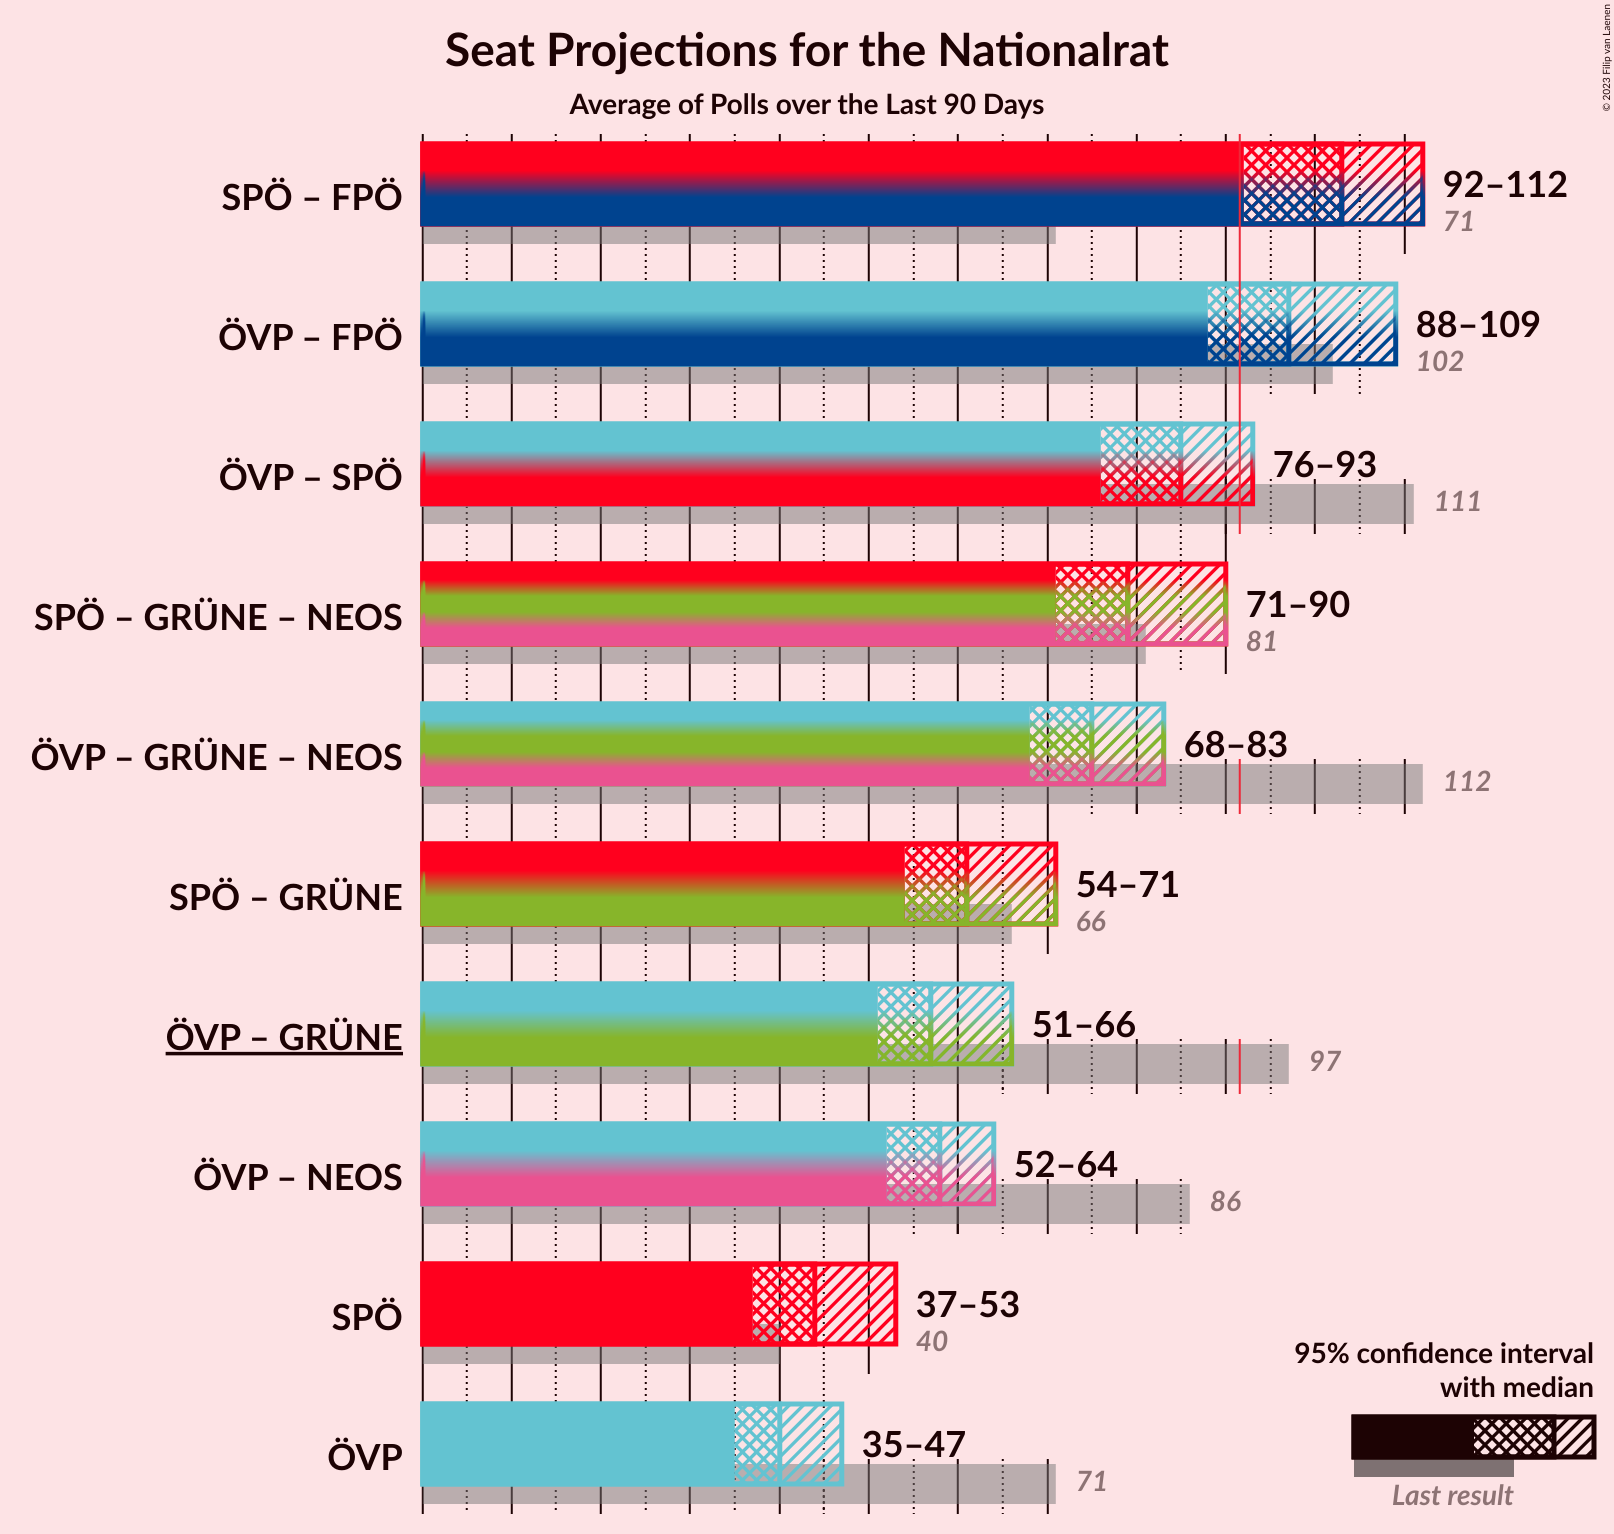 Seat Projections for the Nationalrat
Average of Polls over the Last 90 Days
© 2023 Filip van Laenen
SPÖ – FPÖ
92–112
71
ÖVP – FPÖ
88–109
102
ÖVP – SPÖ
76–93
111
SPÖ – GRÜNE – NEOS
71–90
81
ÖVP – GRÜNE – NEOS
68–83
112
SPÖ – GRÜNE
54–71
66
ÖVP – GRÜNE
51–66
97
ÖVP – NEOS
52–64
86
SPÖ
37–53
40
ÖVP
35–47
71
95% confidence interval
with median
Last result